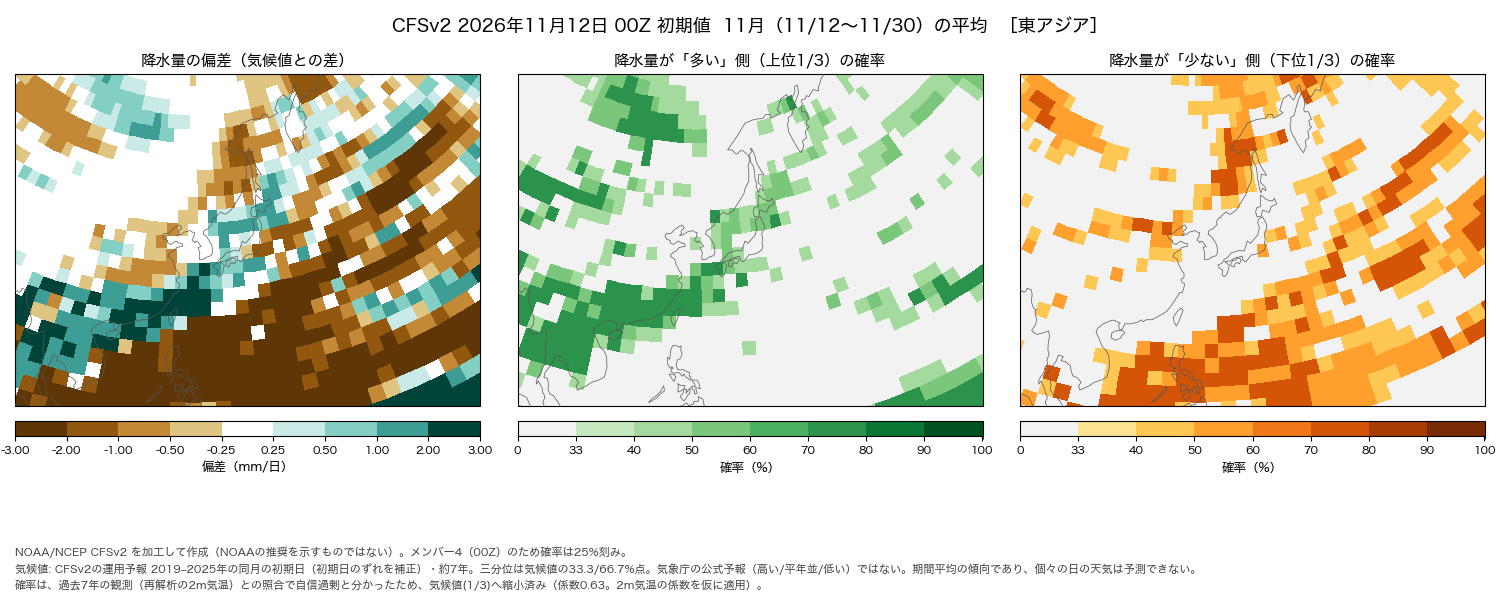 CFSv2 2026年11月12日 00Z 初期値 11月（11/12～11/30）の平均 ［東アジア］
降水量の偏差（気候値との差）
降水量が「多い」側（上位1/3）の確率
降水量が「少ない」側（下位1/3）の確率
-3.00 -2.00 -1.00 -0.50 -0.25 0.25 0.50 1.00 2.00 3.00
偏差（mm/日）
0 33 40 50 60 70 80 90 100
確率（%）
0 33 40 50 60 70 80 90 100
確率（%）
NOAA/NCEP CFSv2 を加工して作成（NOAAの推奨を示すものではない）。メンバー4（00Z）のため確率は25%刻み。
気候値: CFSv2の運用予報 2019–2025年の同月の初期日（初期日のずれを補正）・約7年。三分位は気候値の33.3/66.7%点。気象庁の公式予報（高い/平年並/低い）ではない。期間平均の傾向であり、個々の日の天気は予測できない。
確率は、過去7年の観測（再解析の2m気温）との照合で自信過剰と分かったため、気候値(1/3)へ縮小済み（係数0.63。2m気温の係数を仮に適用）。